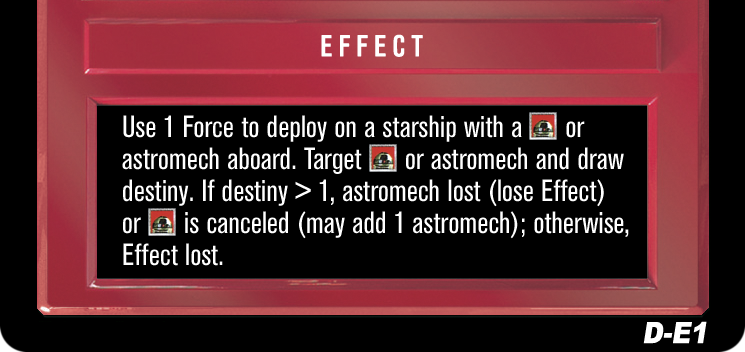 EFFECT
Use 1 Force to deploy on a starship with a or
astromech aboard. Target or astromech and draw
destiny. If destiny > 1, astromech lost (lose Effect)
or is canceled (may add 1 astromech); otherwise,
Effect lost.
D-E1